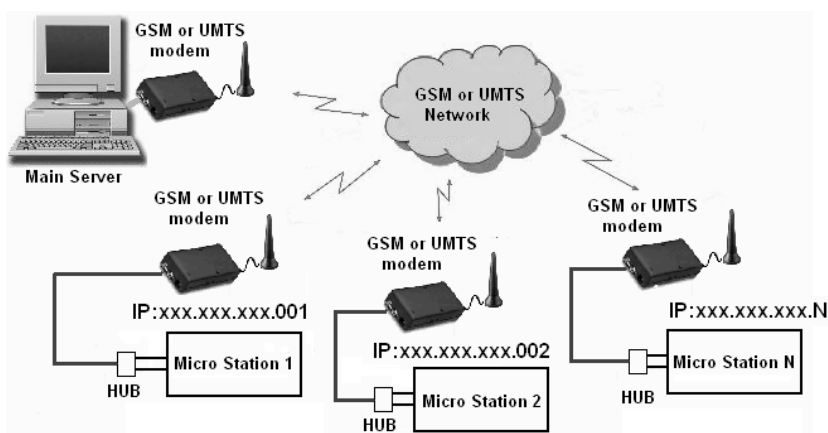 GSM or UMTS
modem
GSM or UMTS
Network
Main Server
GSM or UMTS
modem
IP:xxx.xxx.xxx.001
Micro Station 1
HUB
GSM or UMTS
modem
IP:xxx.xxx.xxx.002
Micro Station 2
HUB
GSM or UMTS
modem
IP:xxx.xxx.xxx.N
Micro Station N
HUB